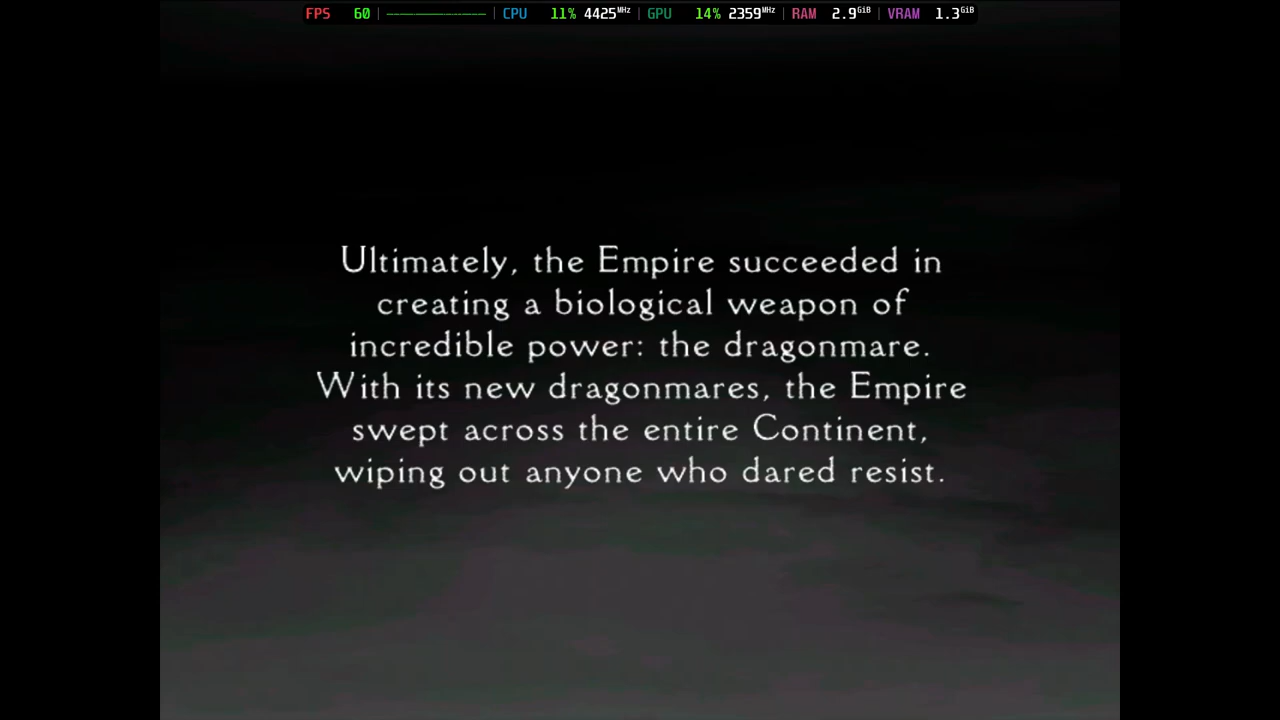 FPS 60 CPU 11% 4425MHz GPU 14% 2359MHz RAM 2.9GiB VRAM 1.3GiB
Ultimately, the Empire succeeded in
creating a biological weapon of
incredible power: the dragonmare.
With its new dragonmares, the Empire
swept across the entire Continent,
wiping out anyone who dared resist.